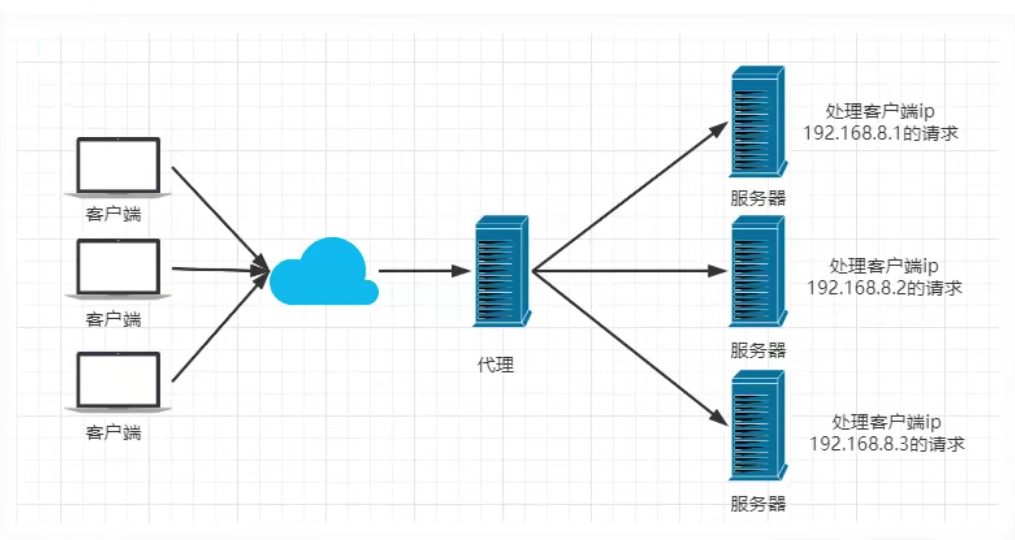 客户端
客户端
客户端
代理
处理客户端ip
192.168.8.1的请求
服务器
处理客户端ip
192.168.8.2的请求
服务器
处理客户端ip
192.168.8.3的请求
服务器